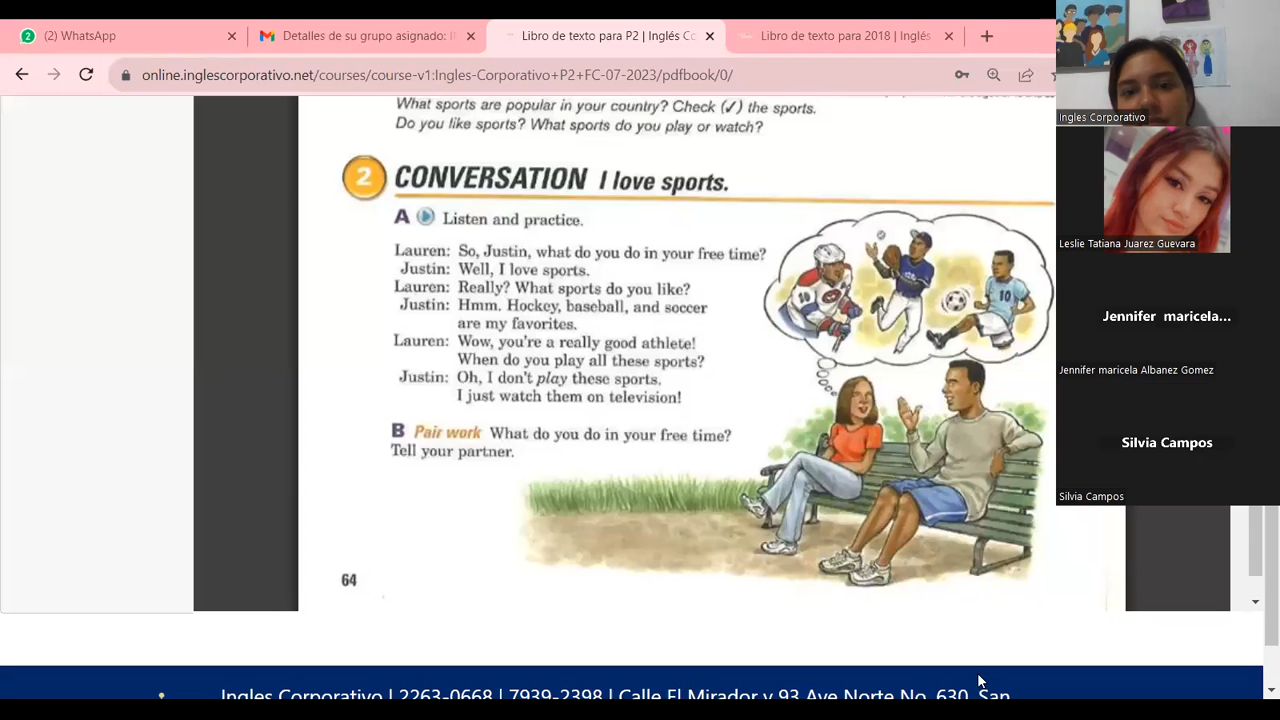 2
(2) WhatsApp
Detalles de su grupo asignado: I
Libro de texto para P2 | Inglés Co
Libro de texto para 2018 | Inglés
online.inglescorporativo.net/courses/course-v1:Ingles-Corporativo+P2+FC-07-2023/pdfbook/0/
What sports are popular in your country? Check (✓) the sports.
Do you like sports? What sports do you play or watch?
2 CONVERSATION I love sports.
A Listen and practice.
Lauren: So, Justin, what do you do in your free time?
Justin: Well, I love sports.
Lauren: Really? What sports do you like?
Justin: Hmm. Hockey, baseball, and soccer
are my favorites.
Lauren: Wow, you're a really good athlete!
When do you play all these sports?
Justin: Oh, I don't play these sports.
I just watch them on television!
B Pair work What do you do in your free time?
Tell your partner.
10
10
64
Ingles Corporativo
Leslie Tatiana Juarez Guevara
Jennifer maricela...
Jennifer maricela Albanez Gomez
Silvia Campos
Silvia Campos
Ingles Corporativo | 2263-0668 | 7939-2398 | Calle El Mirador y 93 Ave Norte No. 630, San